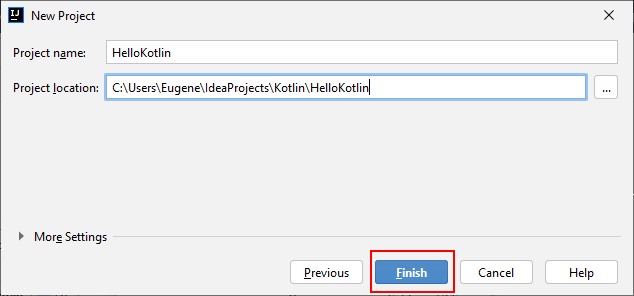 IJ New Project
Project name: HelloKotlin
Project location: C:\Users\Eugene\IdeaProjects\Kotlin\HelloKotlin ...
More Settings
Previous Finish Cancel Help